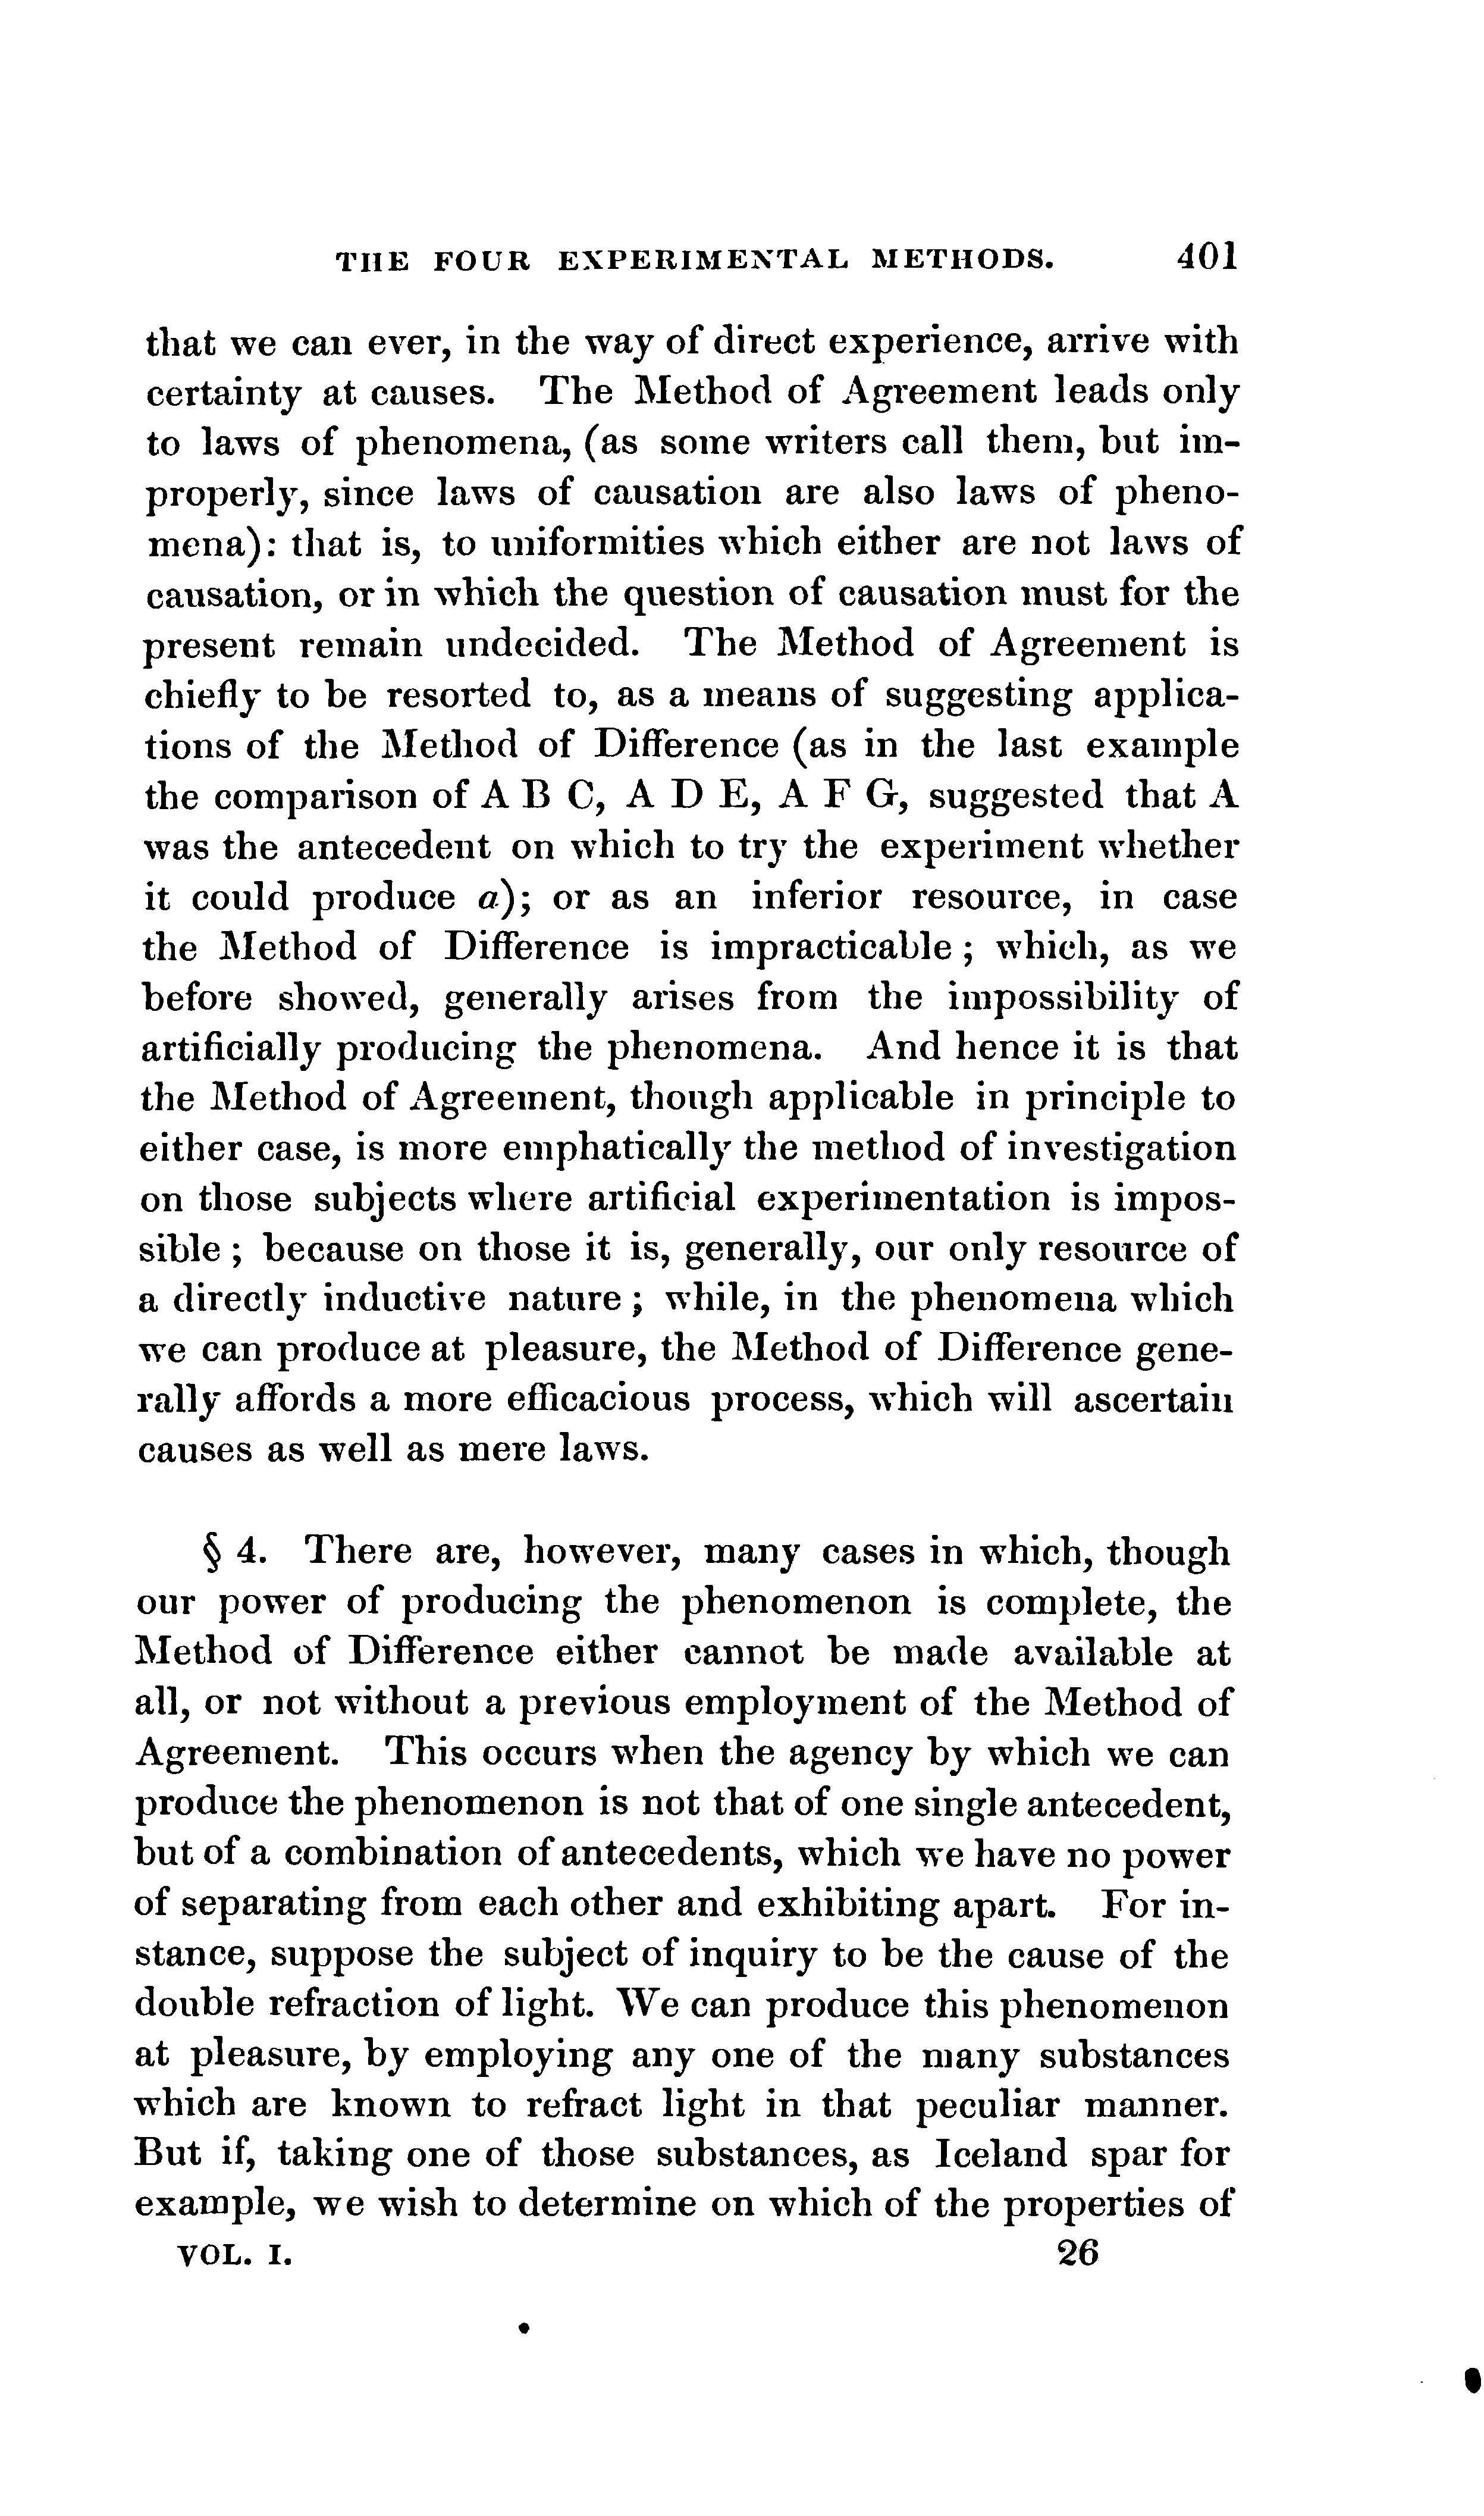 THE FOUR EXPERIMENTAL METHODS. 401
that we can ever, in the way of direct experience, arrive with
certainty at causes. The Method of Agreement leads only
to laws of phenomena, (as some writers call them, but im-
properly, since laws of causation are also laws of pheno-
mena): that is, to uniformities which either are not laws of
causation, or in which the question of causation must for the
present remain undecided. The Method of Agreement is
chiefly to be resorted to, as a means of suggesting applica-
tions of the Method of Difference (as in the last example
the comparison of A B C, A D E, A F G, suggested that A
was the antecedent on which to try the experiment whether
it could produce a); or as an inferior resource, in case
the Method of Difference is impracticable; which, as we
before showed, generally arises from the impossibility of
artificially producing the phenomena. And hence it is that
the Method of Agreement, though applicable in principle to
either case, is more emphatically the method of investigation
on those subjects where artificial experimentation is impos-
sible; because on those it is, generally, our only resource of
a directly inductive nature; while, in the phenomena which
we can produce at pleasure, the Method of Difference gene-
rally affords a more efficacious process, which will ascertain
causes as well as mere laws.
§ 4. There are, however, many cases in which, though
our power of producing the phenomenon is complete, the
Method of Difference either cannot be made available at
all, or not without a previous employment of the Method of
Agreement. This occurs when the agency by which we can
produce the phenomenon is not that of one single antecedent,
but of a combination of antecedents, which we have no power
of separating from each other and exhibiting apart. For in-
stance, suppose the subject of inquiry to be the cause of the
double refraction of light. We can produce this phenomenon
at pleasure, by employing any one of the many substances
which are known to refract light in that peculiar manner.
But if, taking one of those substances, as Iceland spar for
example, we wish to determine on which of the properties of
VOL. I. 26